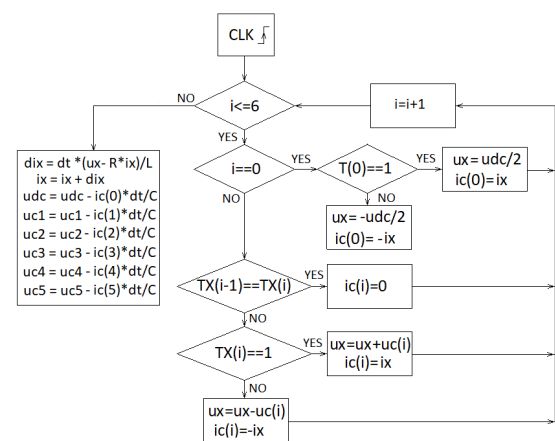 CLK
NO
i<=6
i=i+1
YES
dix = dt *(ux- R*ix)/L
ix = ix + dix
udc = udc - ic(0)*dt/C
uc1 = uc1 - ic(1)*dt/C
uc2 = uc2 - ic(2)*dt/C
uc3 = uc3 - ic(3)*dt/C
uc4 = uc4 - ic(4)*dt/C
uc5 = uc5 - ic(5)*dt/C
i==0
YES
T(0)==1
YES
ux= udc/2
ic(0)= ix
NO
NO
ux= -udc/2
ic(0)= -ix
TX(i-1)==TX(i)
YES
ic(i)=0
NO
TX(i)==1
YES
ux=ux+uc(i)
ic(i)=ix
NO
ux=ux-uc(i)
ic(i)=-ix